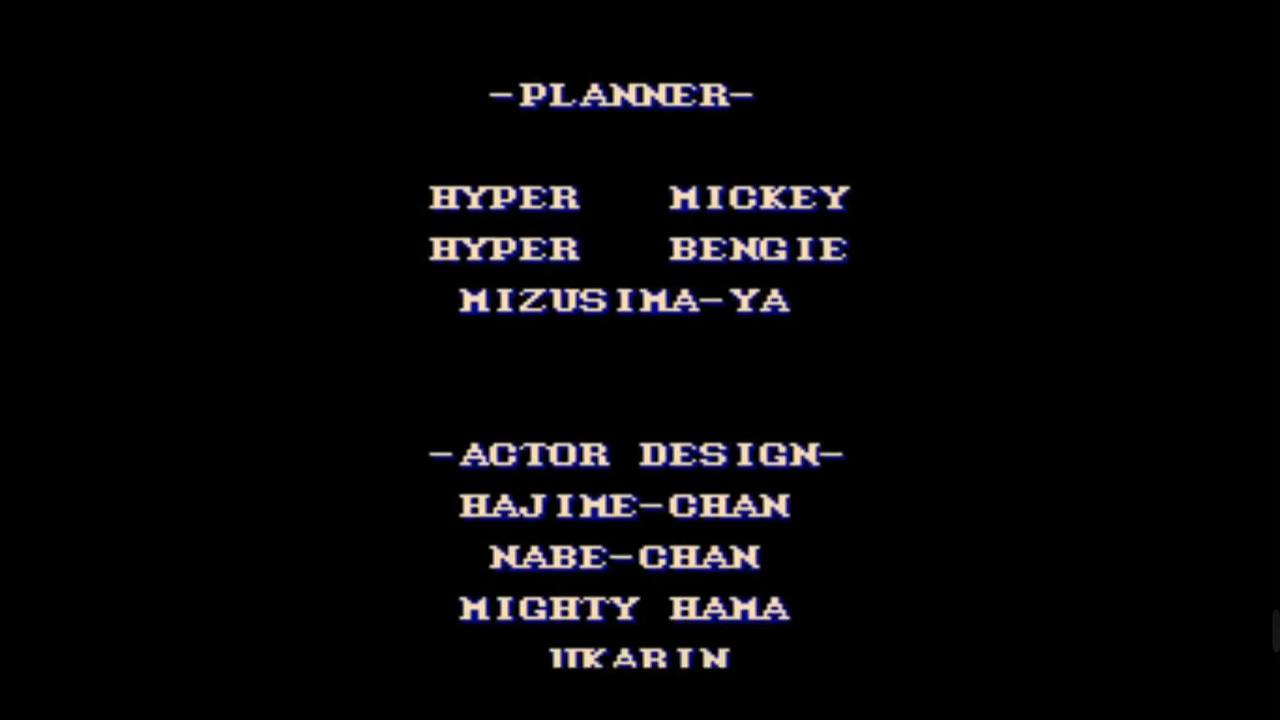 -PLANNER-
HYPER MICKEY
HYPER BENGIE
MIZUSIMA-YA
-ACTOR DESIGN-
HAJIME-CHAN
NABE-CHAN
MIGHTY HAMA